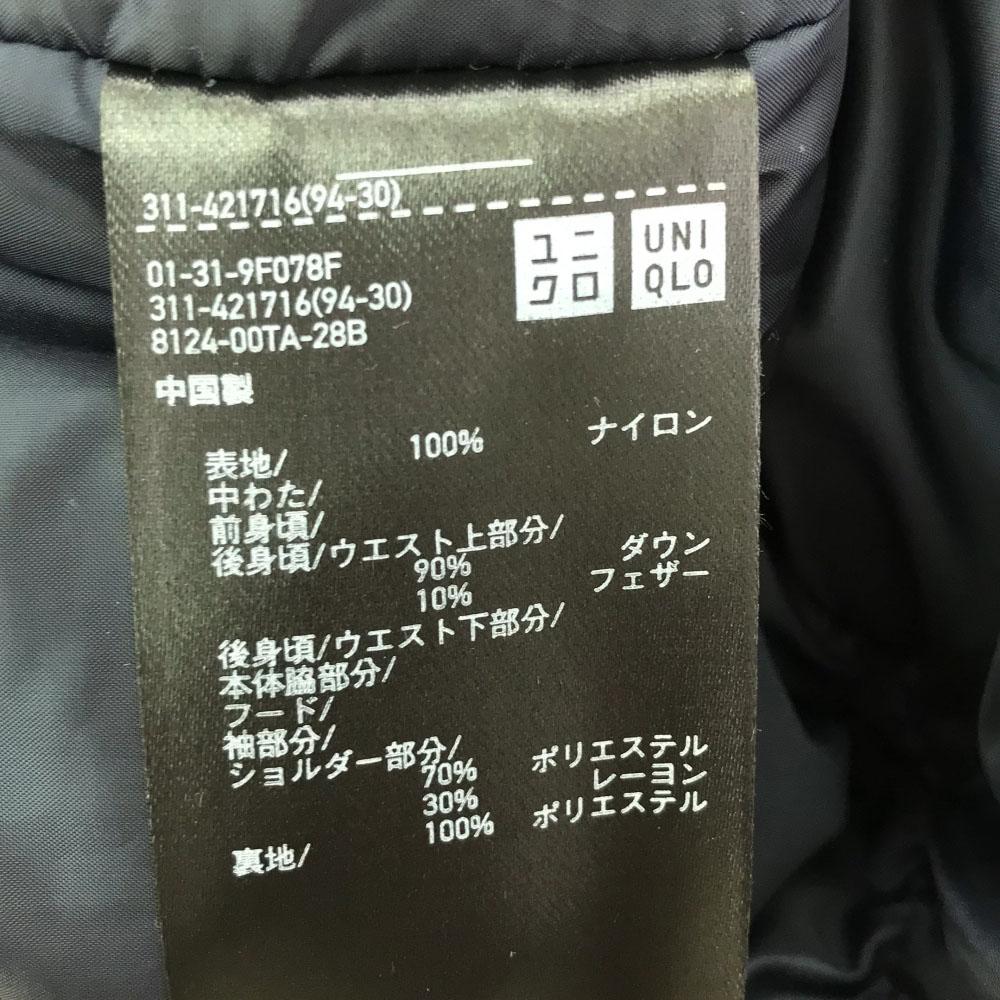 311-421716(94-30)
ユニ
クロ
UNI
QLO
01-31-9F078F
311-421716(94-30)
8124-00TA-28B
中国製
表地/ 100% ナイロン
中わた/
前身頃/
後身頃/ウエスト上部分/
90% ダウン
10% フェザー
後身頃/ウエスト下部分/
本体脇部分/
フード/
袖部分/
ショルダー部分/
70% ポリエステル
30% レーヨン
裏地/ 100% ポリエステル